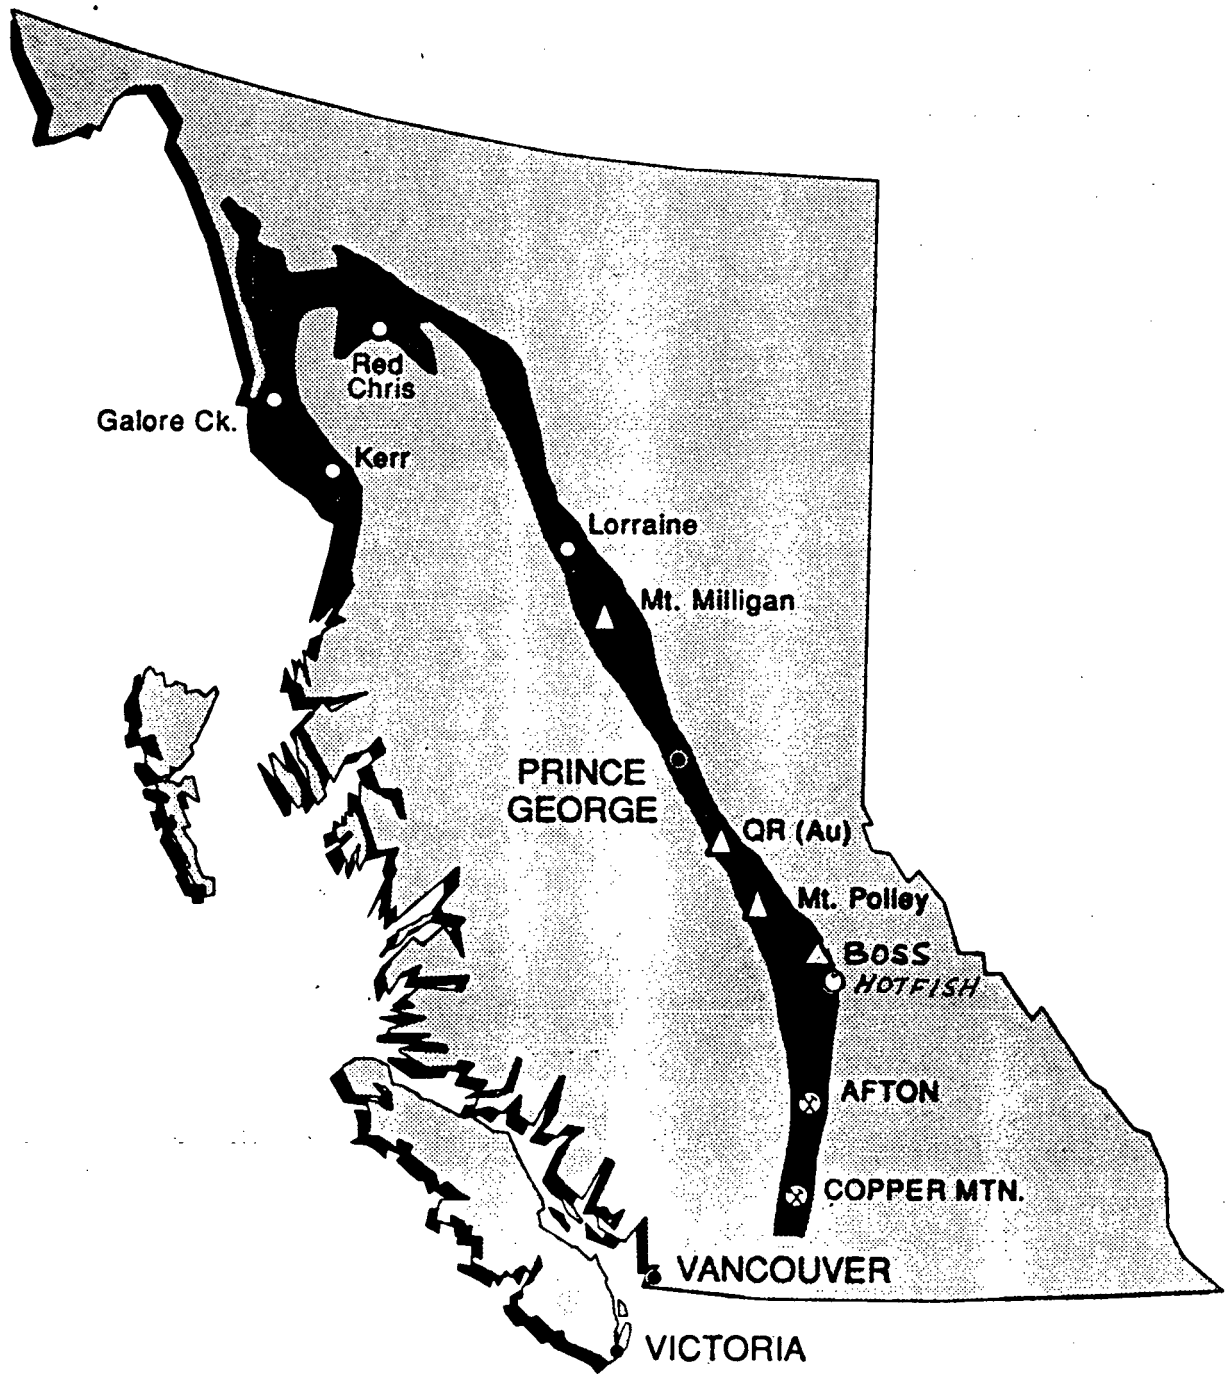 Red
Chris
Galore Ck.
Kerr
Lorraine
Mt. Milligan
PRINCE
GEORGE
QR (Au)
Mt. Polley
BOSS
HOTFISH
AFTON
COPPER MTN.
VANCOUVER
VICTORIA